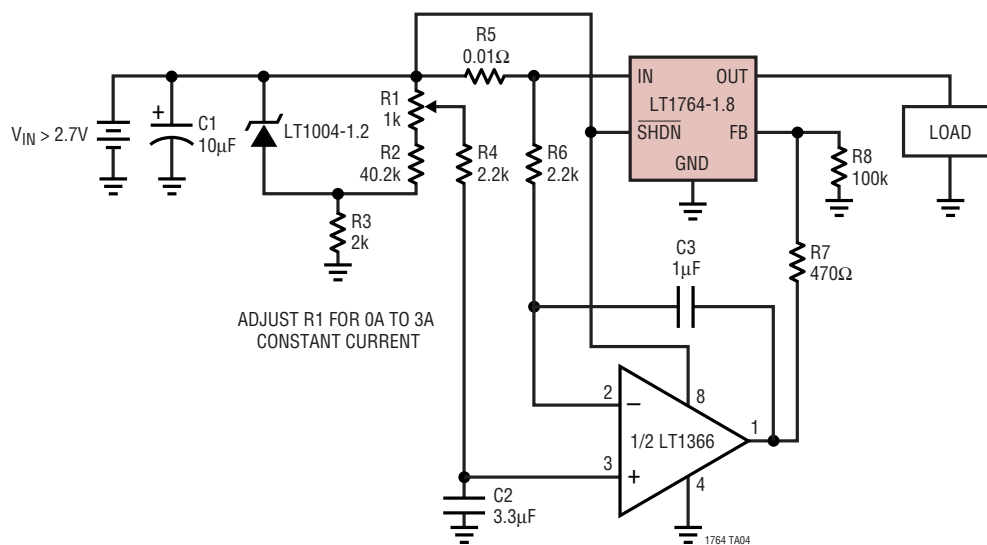 R5
0.01Ω
IN
OUT
R1
1k
LT1764-1.8
VIN > 2.7V
+
C1
10µF
LT1004-1.2
SHDN
FB
LOAD
R2
40.2k
R4
2.2k
R6
2.2k
GND
R8
100k
R3
2k
C3
1µF
R7
470Ω
ADJUST R1 FOR 0A TO 3A
CONSTANT CURRENT
2
–
8
1/2 LT1366
1
3
+
4
C2
3.3µF
1764 TA04